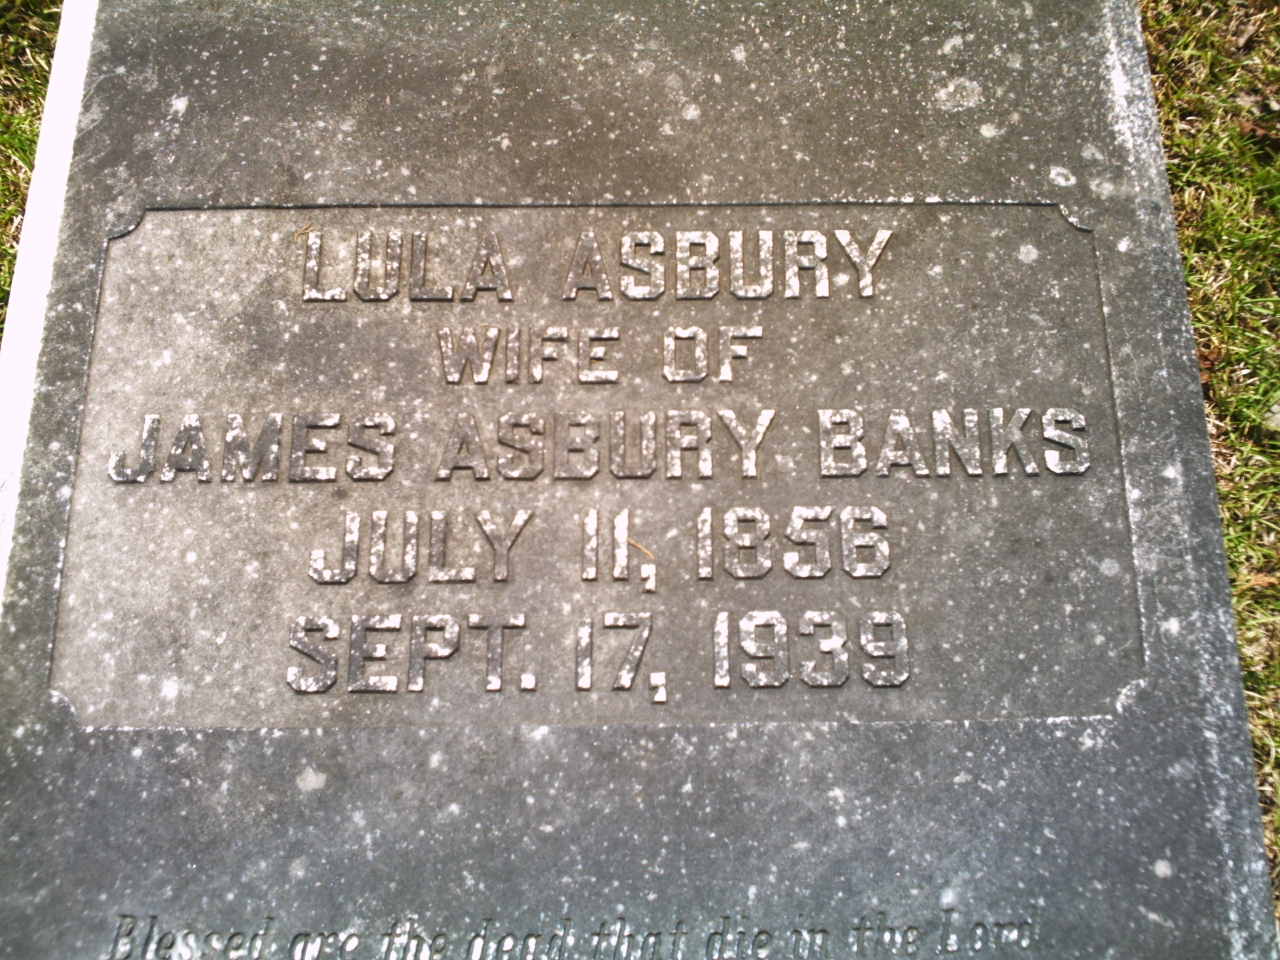 LULA ASBURY
WIFE OF
JAMES ASBURY BANKS
JULY 11, 1856
SEPT. 17, 1939
Blessed are the dead that die in the Lord